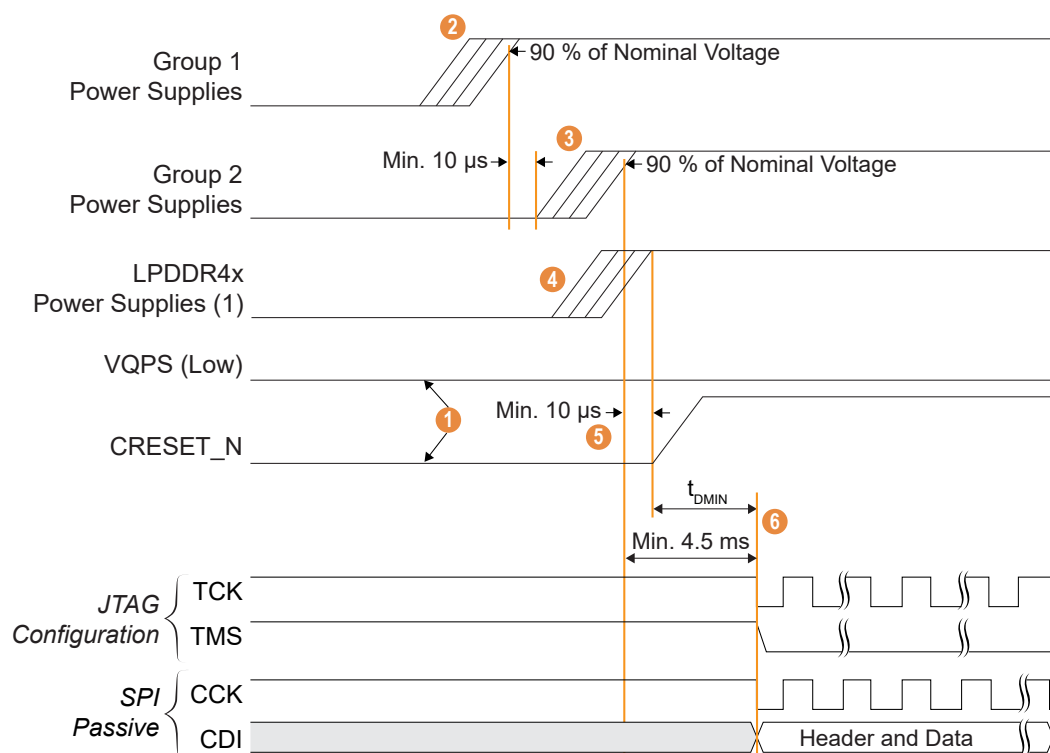 2
Group 1
Power Supplies
90 % of Nominal Voltage
3
Min. 10 µs
Group 2
Power Supplies
90 % of Nominal Voltage
LPDDR4x
Power Supplies (1)
4
VQPS (Low)
1
Min. 10 µs
5
CRESET_N
tDMIN
6
Min. 4.5 ms
JTAG
Configuration
TCK
TMS
SPI
Passive
CCK
CDI
Header and Data